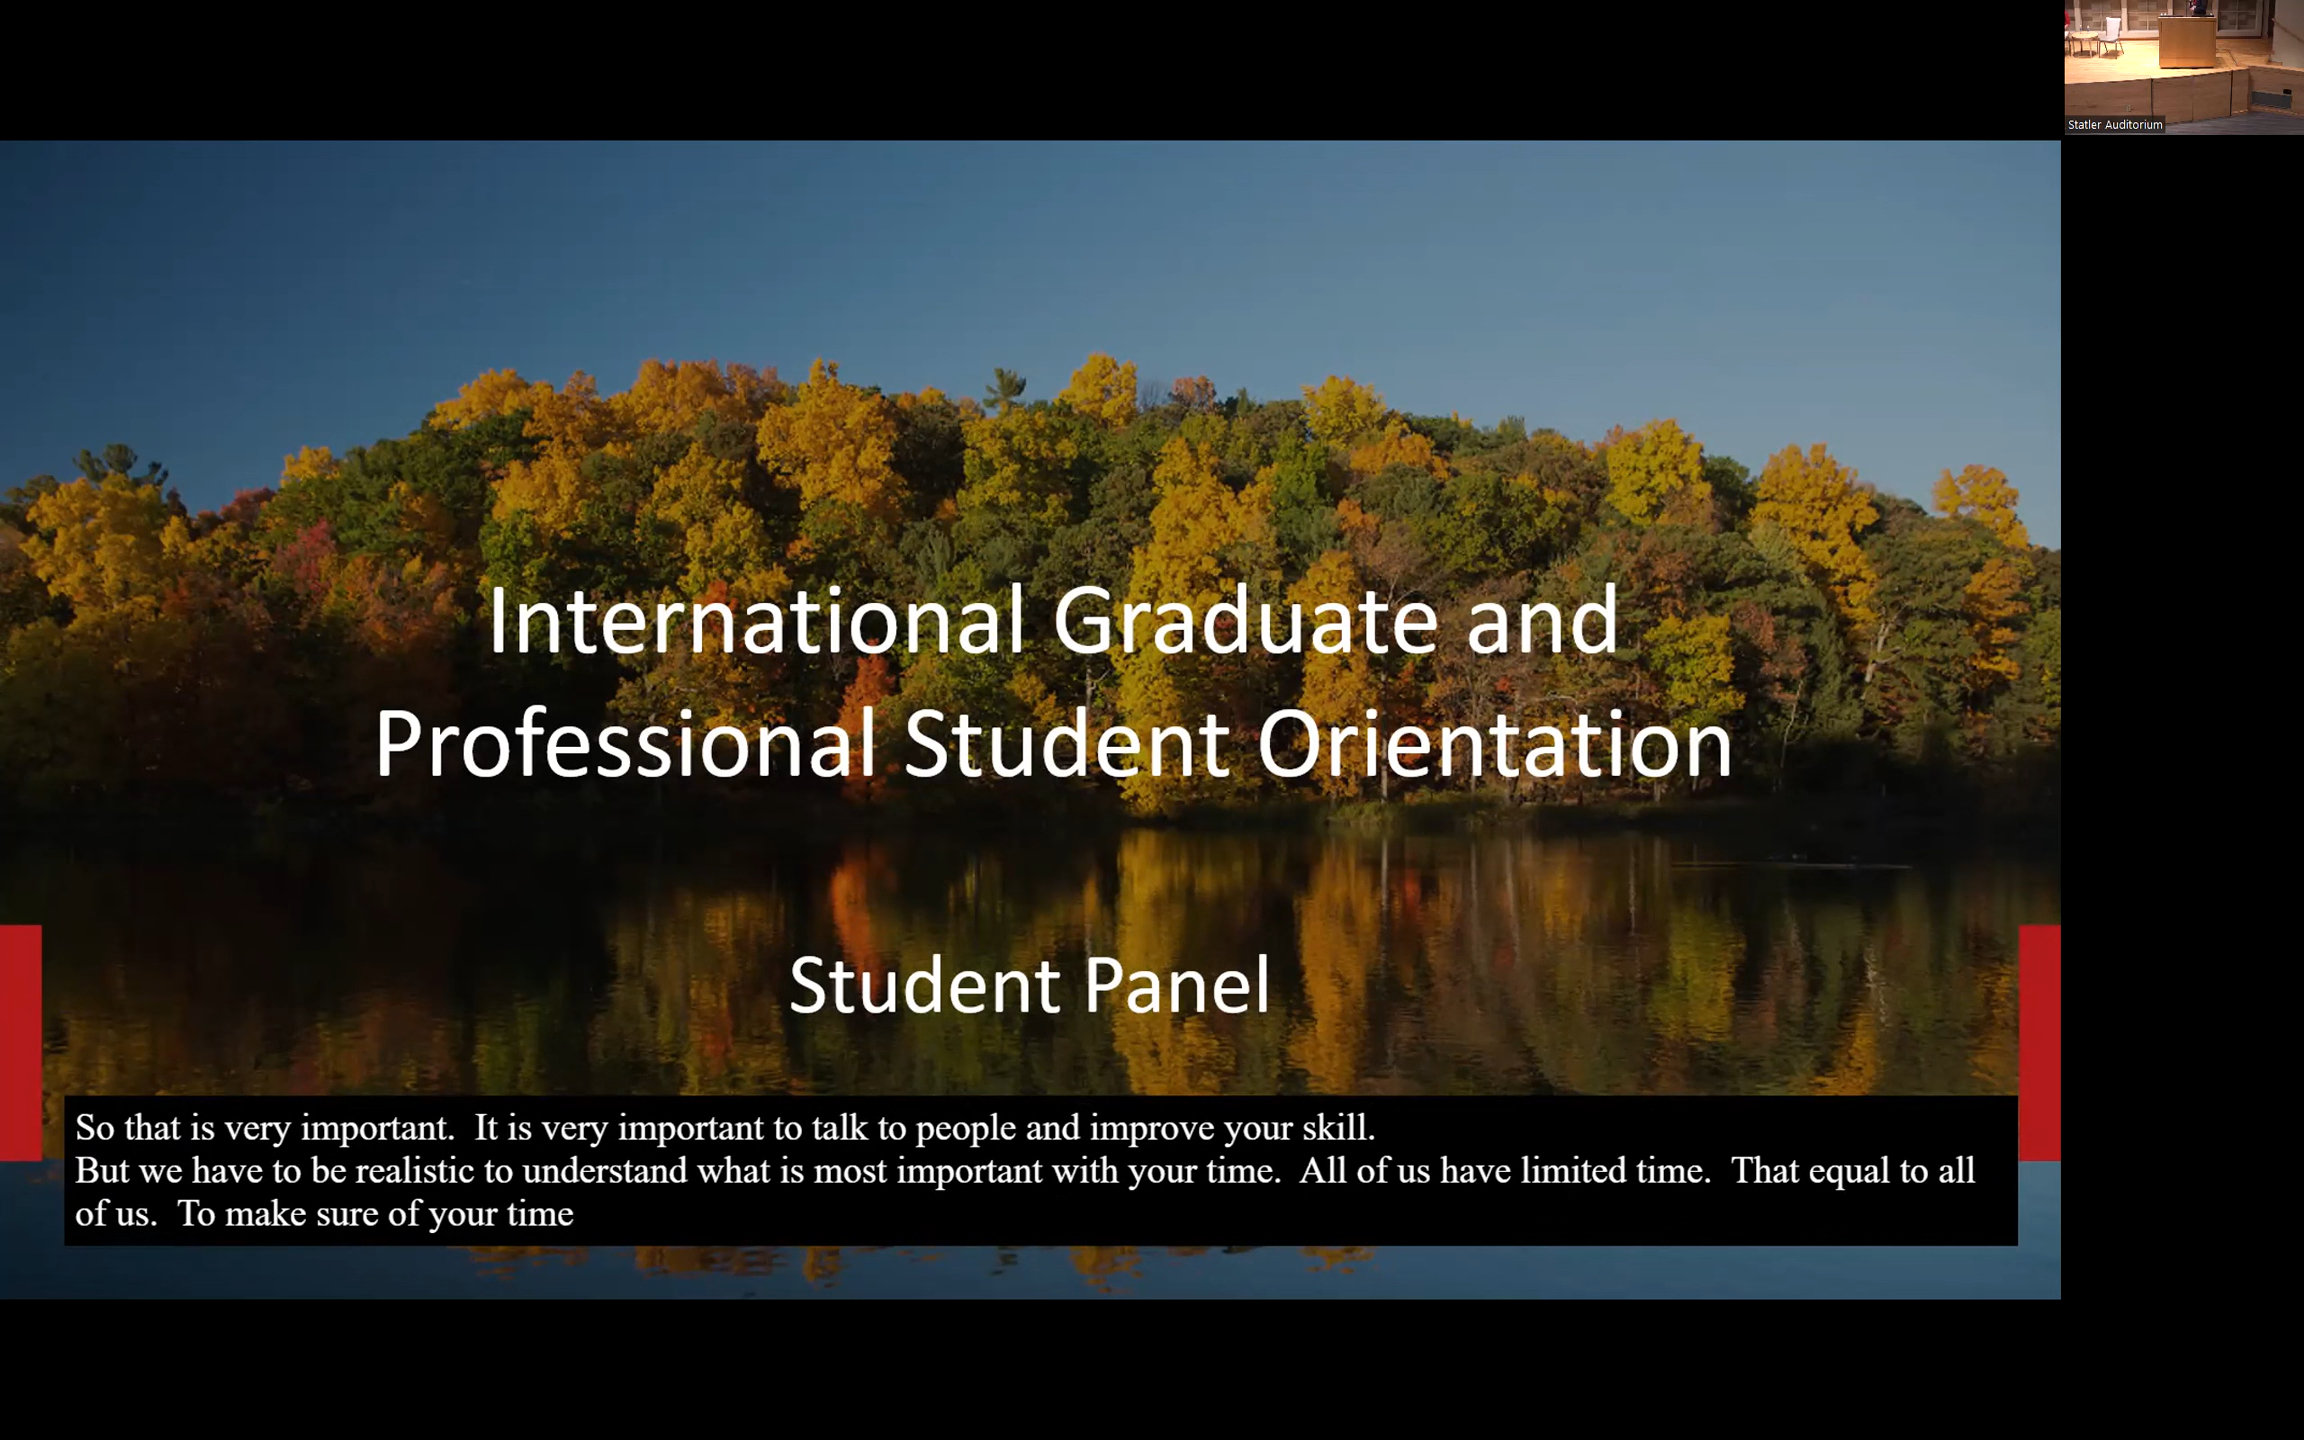 Statler Auditorium
International Graduate and
Professional Student Orientation
Student Panel
So that is very important.  It is very important to talk to people and improve your skill.
But we have to be realistic to understand what is most important with your time.  All of us have limited time.  That equal to all
of us.  To make sure of your time